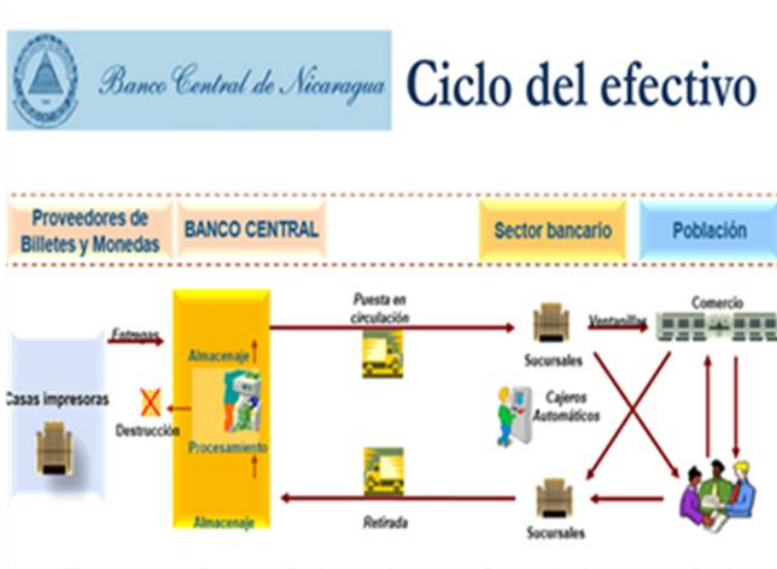 Banco Central de Nicaragua
Ciclo del efectivo
Proveedores de
Billetes y Monedas
BANCO CENTRAL
Sector bancario
Población
Puesta en
circulación
Comercio
Entregas
Ventanillas
Almacenaje
Sucursales
Casas impresoras
Cajeros
Automáticos
Destrucción
Procesamiento
Almacenaje
Retirada
Sucursales